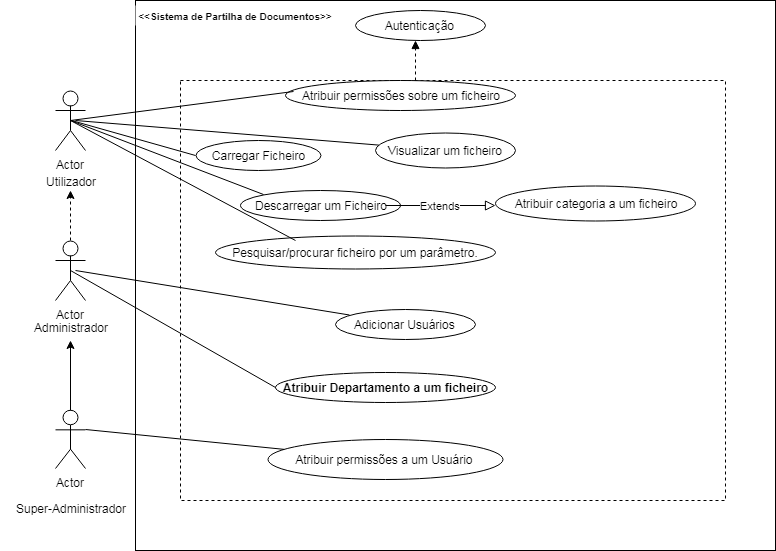 <<Sistema de Partilha de Documentos>>
Autenticação
Atribuir permissões sobre um ficheiro
Visualizar um ficheiro
Carregar Ficheiro
Actor
Utilizador
Descarregar um Ficheiro
Extends
Atribuir categoria a um ficheiro
Pesquisar/procurar ficheiro por um parâmetro.
Actor
Administrador
Adicionar Usuários
Atribuir Departamento a um ficheiro
Atribuir permissões a um Usuário
Actor
Super-Administrador